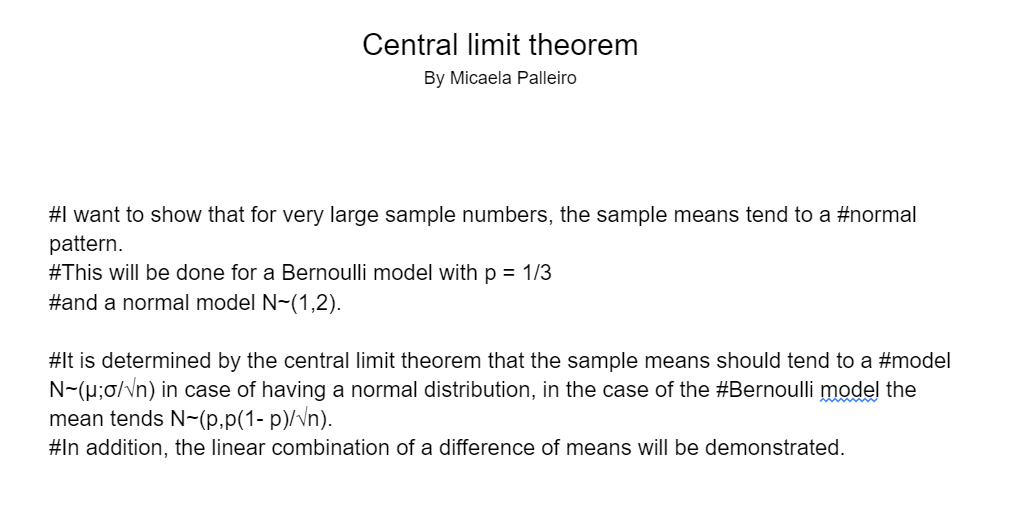 Central limit theorem
By Micaela Palleiro
#I want to show that for very large sample numbers, the sample means tend to a #normal
pattern.
#This will be done for a Bernoulli model with p = 1/3
#and a normal model N~(1,2).
#It is determined by the central limit theorem that the sample means should tend to a #model
N~(μ;σ/√n) in case of having a normal distribution, in the case of the #Bernoulli model the
mean tends N~(p,p(1- p)/√n).
#In addition, the linear combination of a difference of means will be demonstrated.